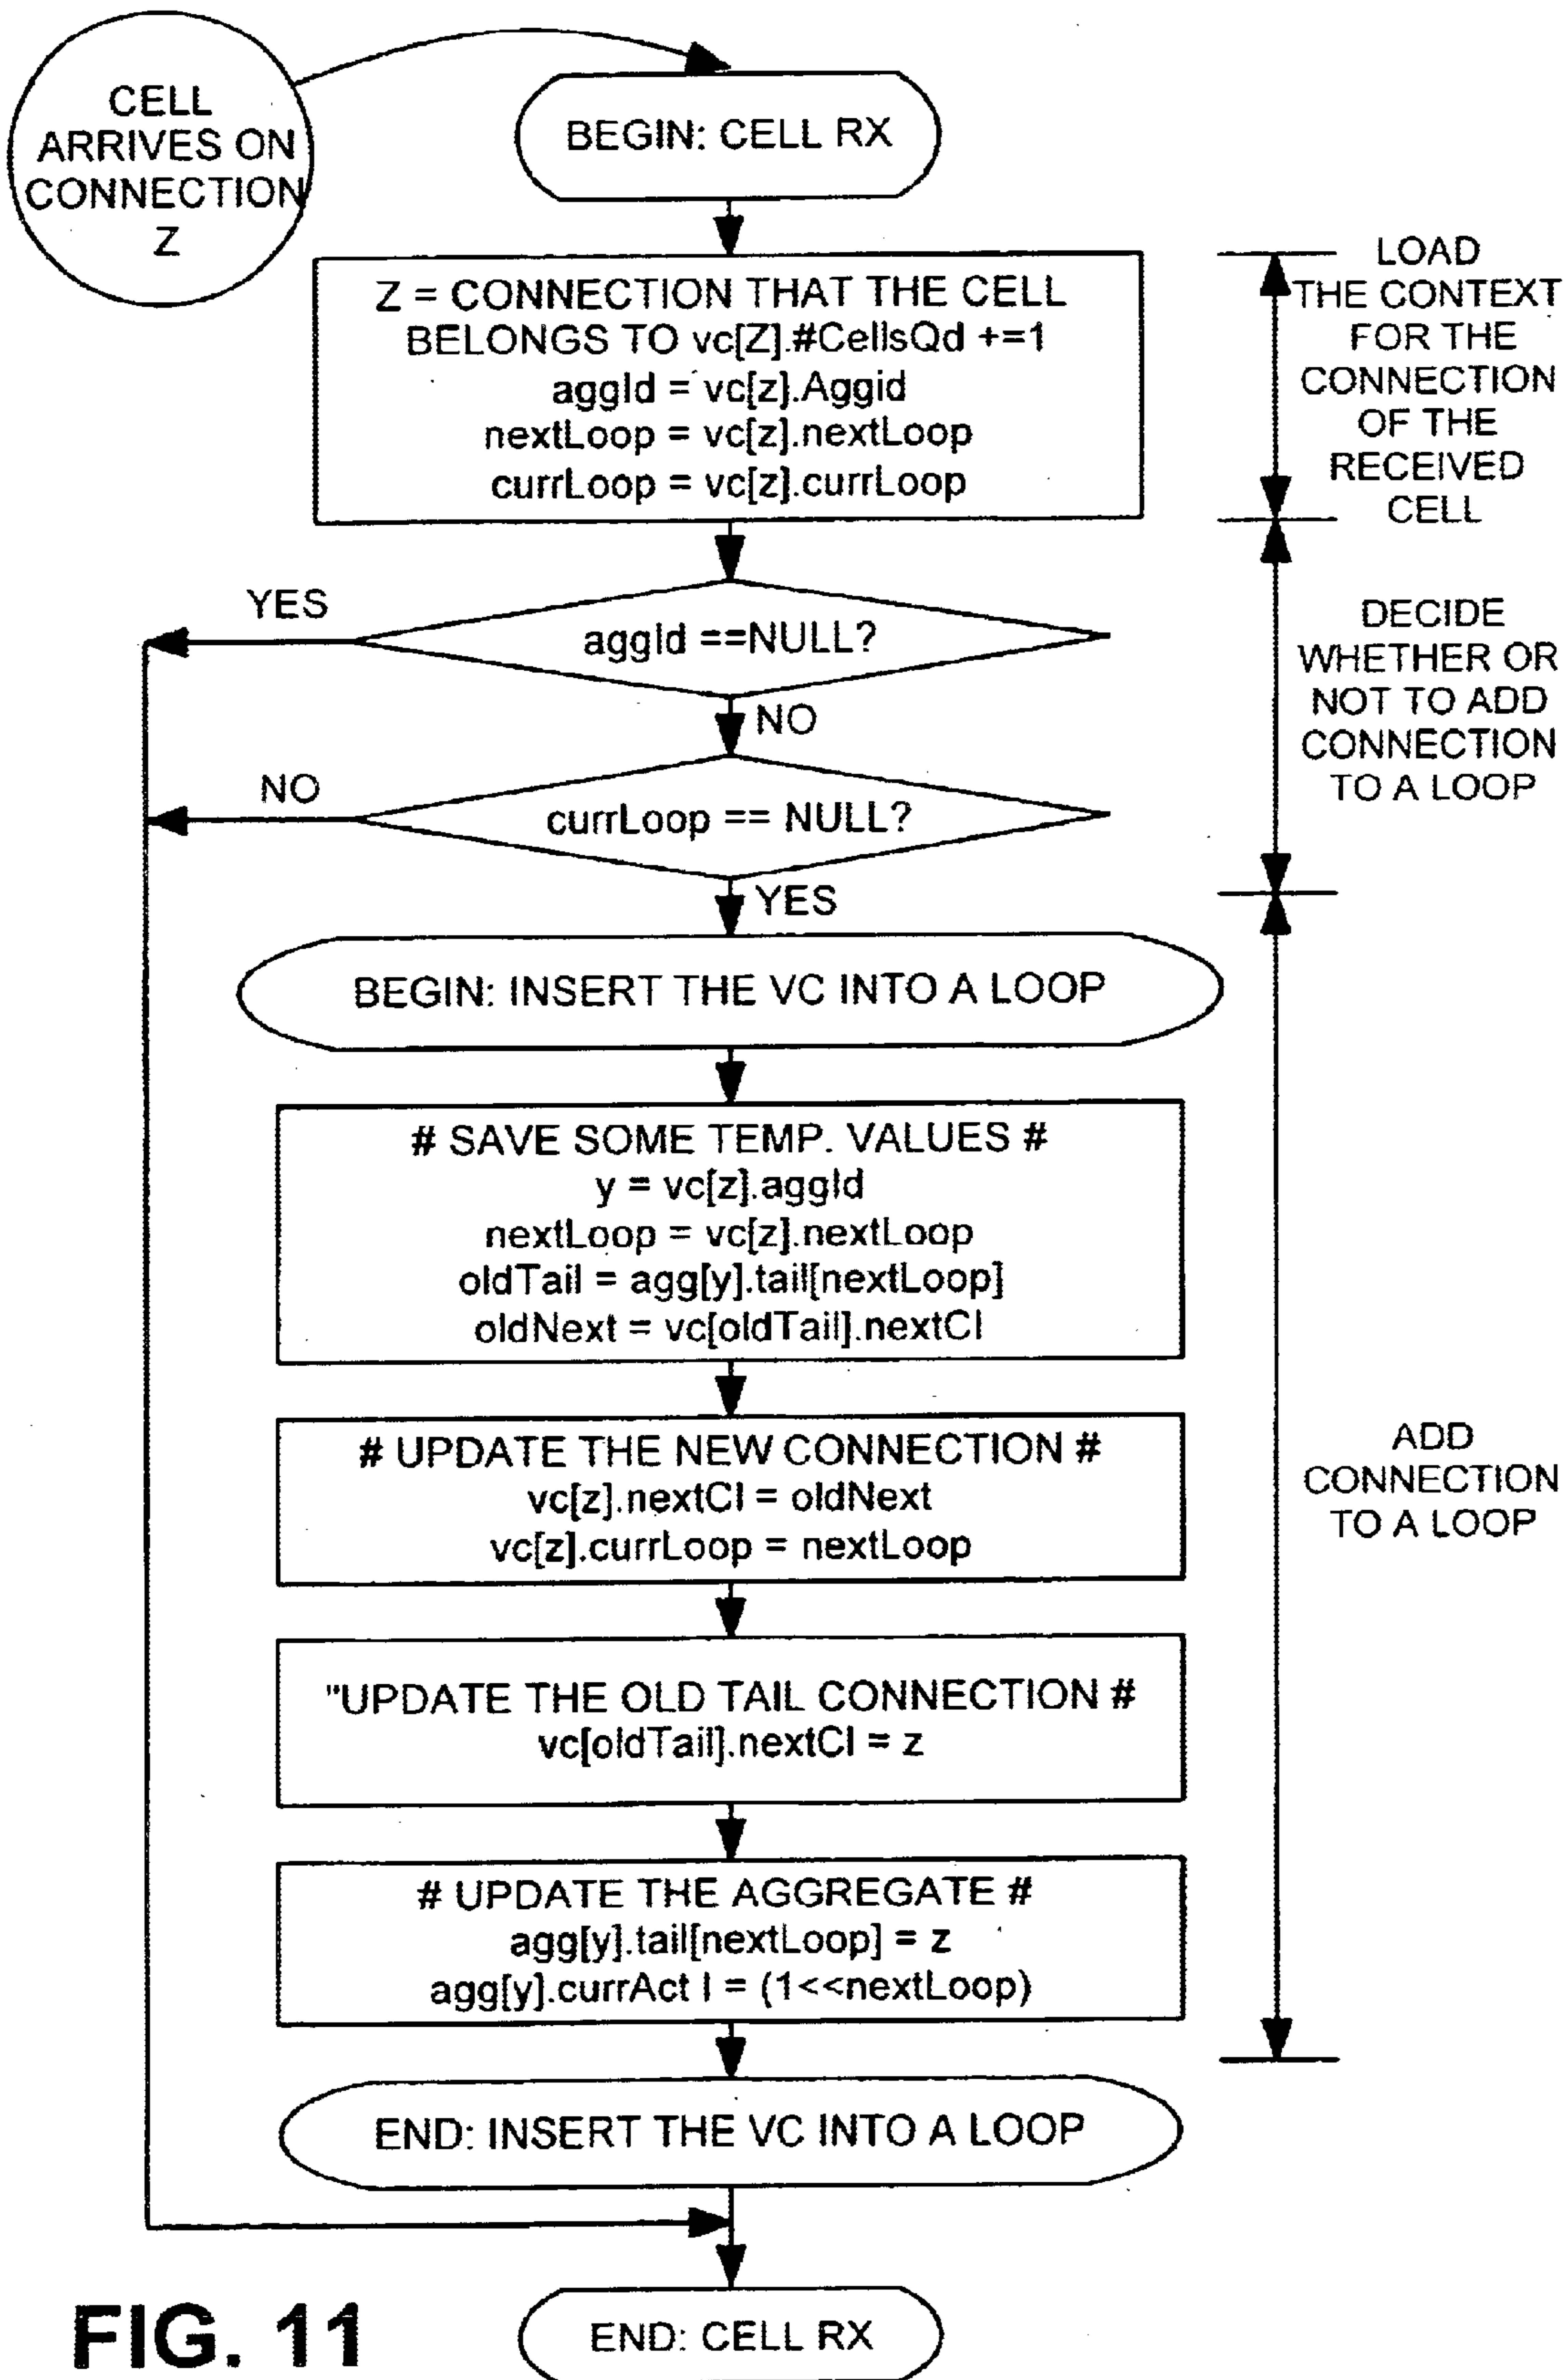 CELL
ARRIVES ON
CONNECTION
Z
BEGIN: CELL RX
Z = CONNECTION THAT THE CELL
BELONGS TO vc[Z].#CellsQd +=1
aggId = vc[z].Aggid
nextLoop = vc[z].nextLoop
currLoop = vc[z].currLoop
LOAD
THE CONTEXT
FOR THE
CONNECTION
OF THE
RECEIVED
CELL
YES
aggId ==NULL?
NO
NO
currLoop == NULL?
YES
DECIDE
WHETHER OR
NOT TO ADD
CONNECTION
TO A LOOP
BEGIN: INSERT THE VC INTO A LOOP
# SAVE SOME TEMP. VALUES #
y = vc[z].aggId
nextLoop = vc[z].nextLoop
oldTail = agg[y].tail[nextLoop]
oldNext = vc[oldTail].nextCI
# UPDATE THE NEW CONNECTION #
vc[z].nextCI = oldNext
vc[z].currLoop = nextLoop
ADD
CONNECTION
TO A LOOP
"UPDATE THE OLD TAIL CONNECTION #
vc[oldTail].nextCI = z
# UPDATE THE AGGREGATE #
agg[y].tail[nextLoop] = z
agg[y].currAct I = (1<<nextLoop)
END: INSERT THE VC INTO A LOOP
END: CELL RX
FIG. 11